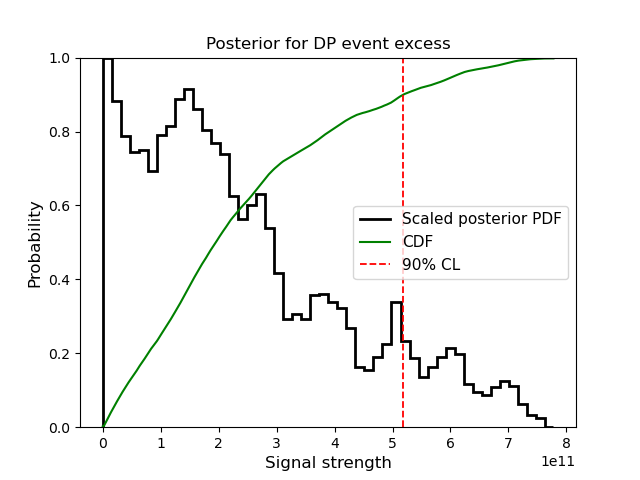 Posterior for DP event excess
Probability
1.0
0.8
0.6
0.4
0.2
0.0
Scaled posterior PDF
CDF
90% CL
0 1 2 3 4 5 6 7 8
1e11
Signal strength